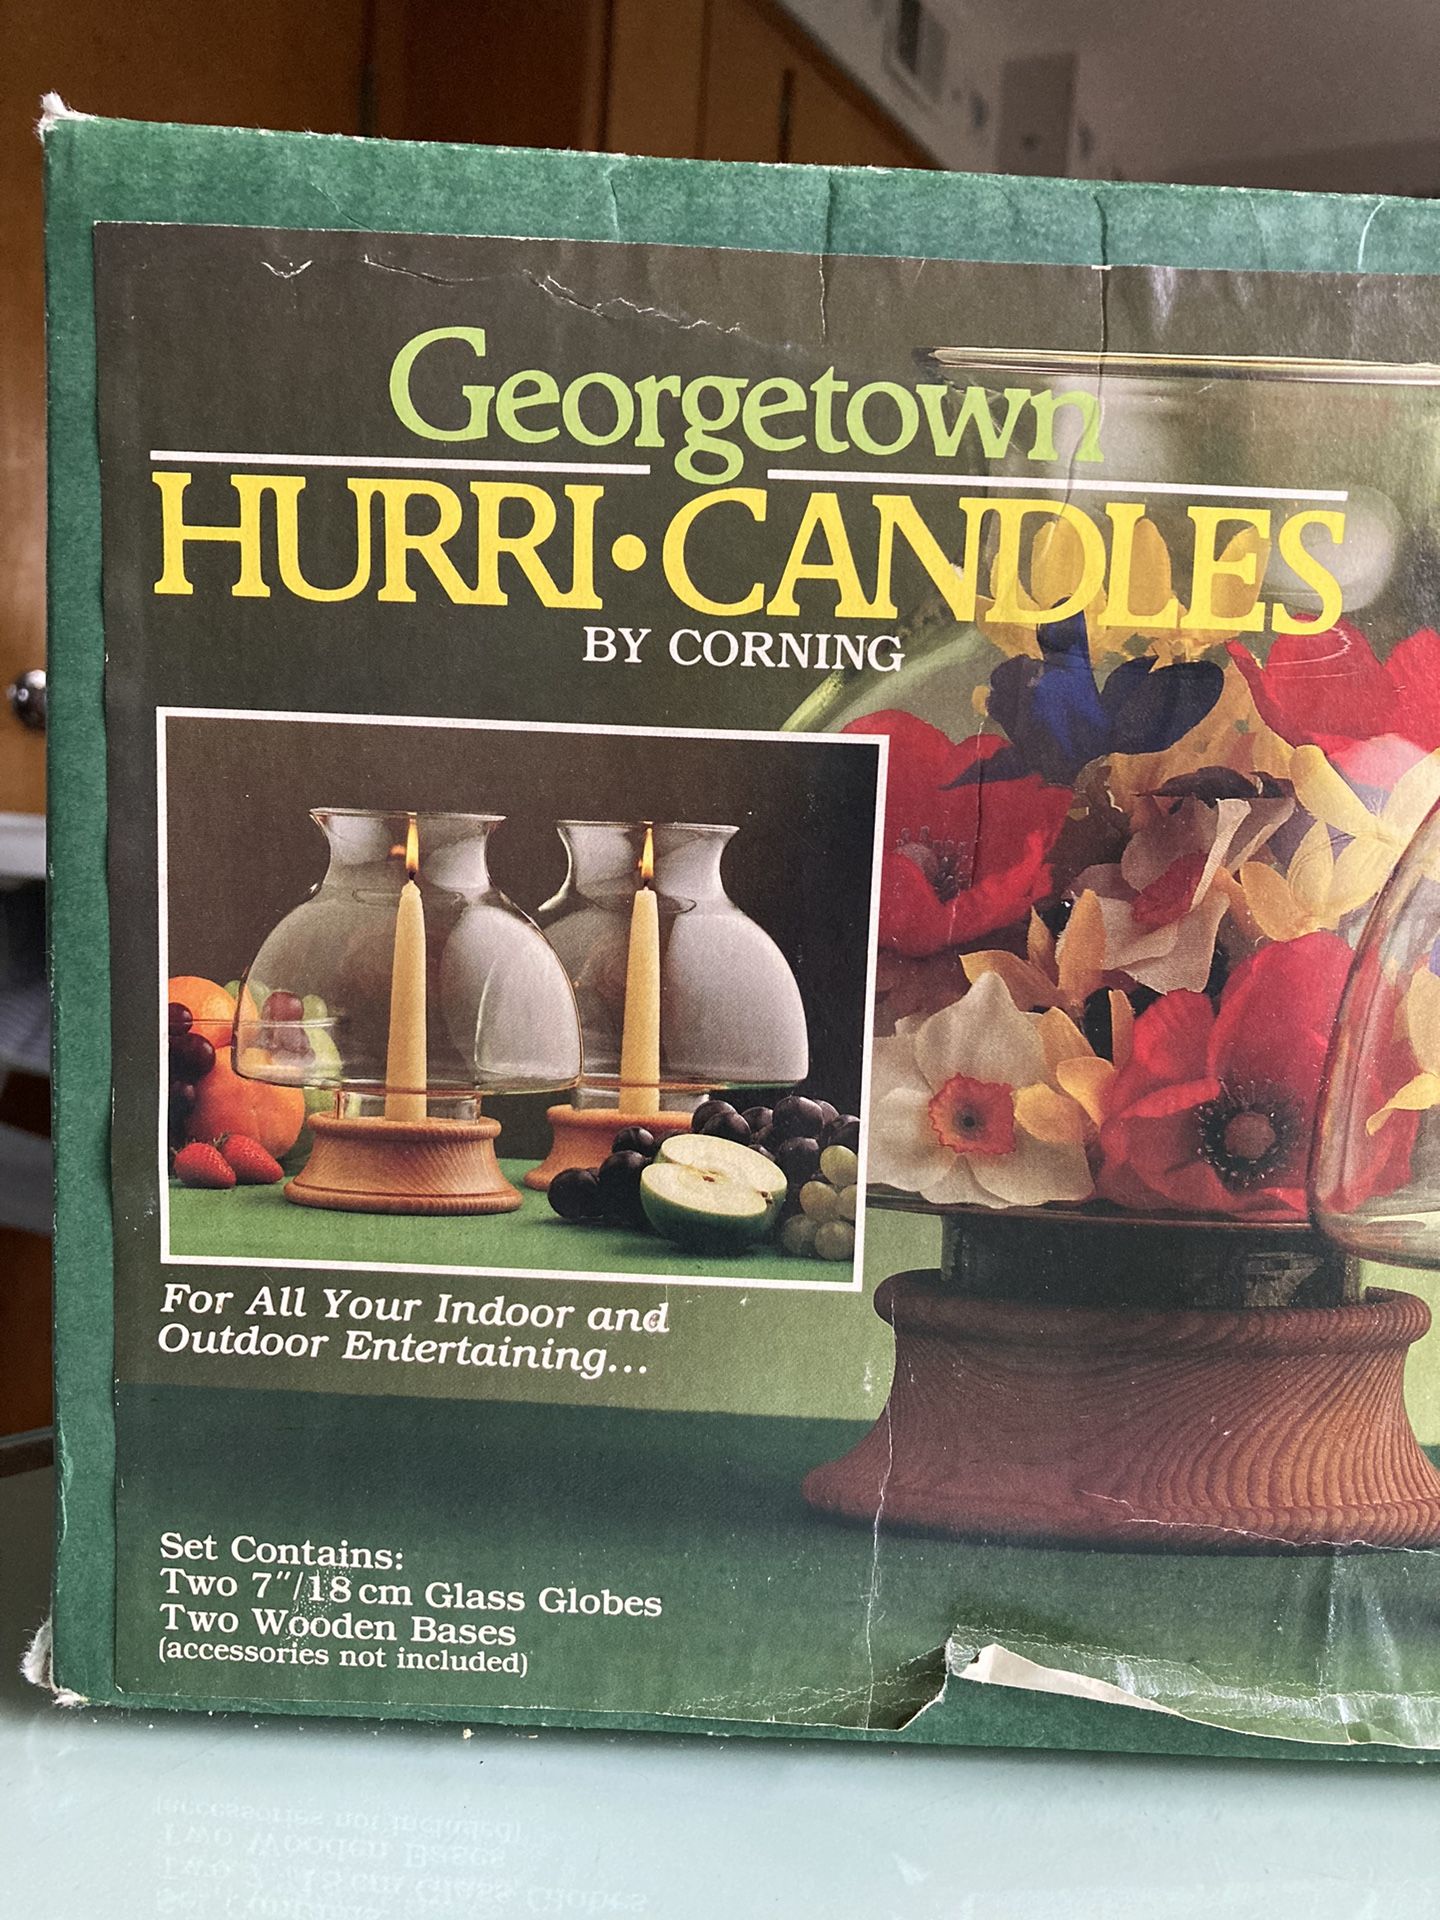 Georgetown
HURRI•CANDLES
BY CORNING
For All Your Indoor and
Outdoor Entertaining...
Set Contains:
Two 7"/18 cm Glass Globes
Two Wooden Bases
(accessories not included)